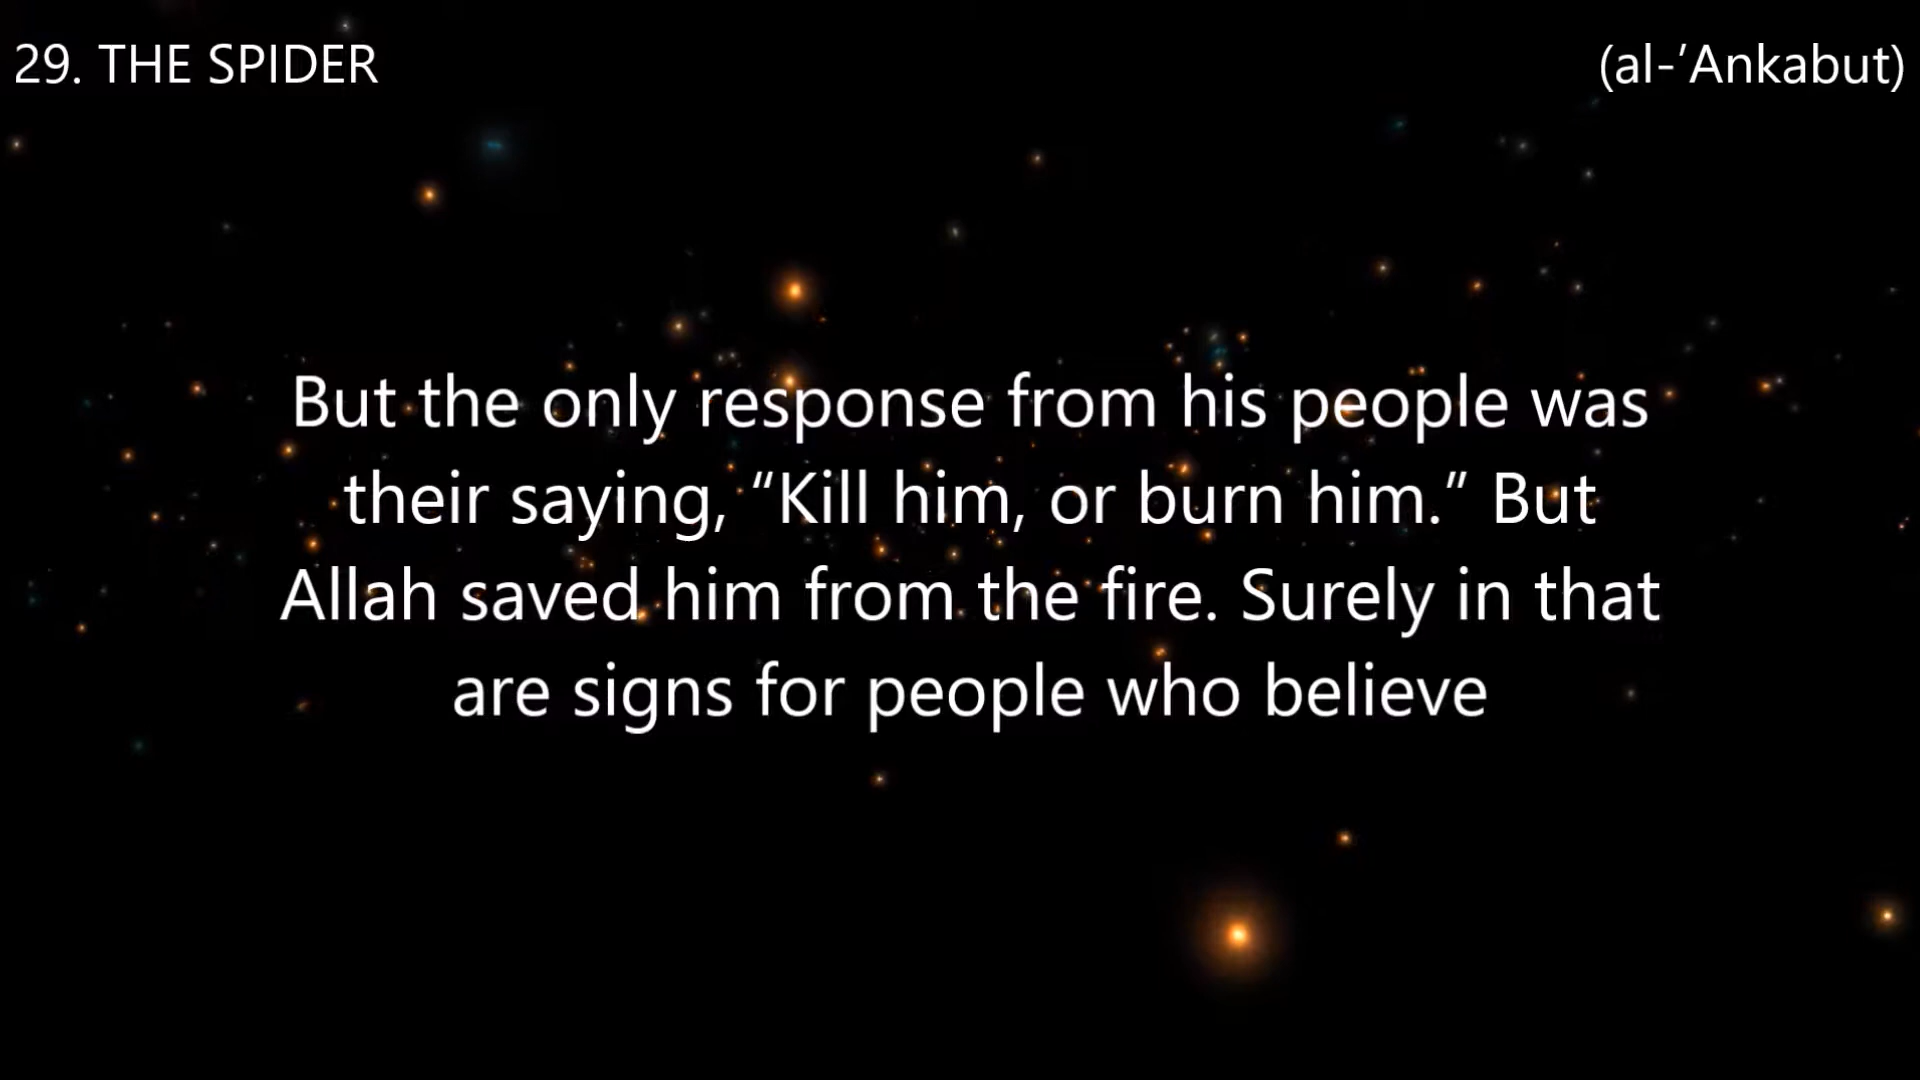 29. THE SPIDER
(al-’Ankabut)
But the only response from his people was
their saying, “Kill him, or burn him.” But
Allah saved him from the fire. Surely in that
are signs for people who believe